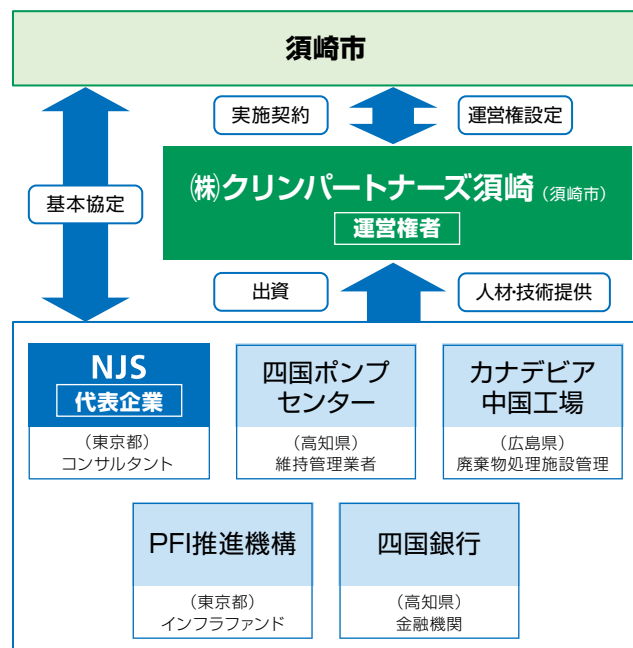 須崎市
実施契約
運営権設定
㈱クリンパートナーズ須崎（須崎市）
運営権者
基本協定
出資
人材・技術提供
NJS
代表企業
（東京都）
コンサルタント
四国ポンプ
センター
（高知県）
維持管理業者
カナデビア
中国工場
（広島県）
廃棄物処理施設管理
PFI推進機構
（東京都）
インフラファンド
四国銀行
（高知県）
金融機関